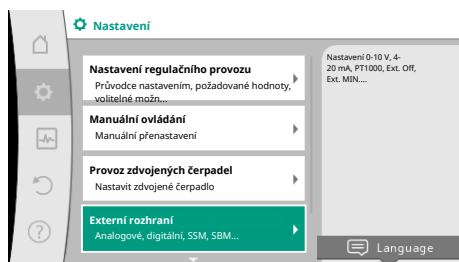 Nastavení
Nastavení regulačního provozu
Průvodce nastavením, požadované hodnoty,
volitelné možn...
Manuální ovládání
Manuální přenastavení
Provoz zdvojených čerpadel
Nastavit zdvojené čerpadlo
Externí rozhraní
Analogové, digitální, SSM, SBM...
Nastavení 0-10 V, 4-
20 mA, PT1000, Ext. Off,
Ext. MIN....
Language